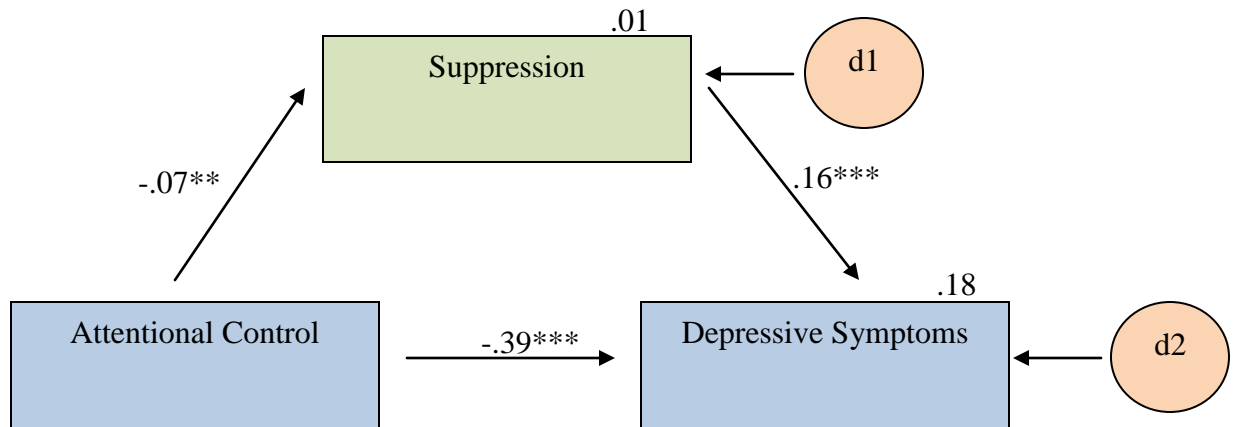 .01
Suppression
d1
-.07**
.16***
.18
Attentional Control
-.39***
Depressive Symptoms
d2